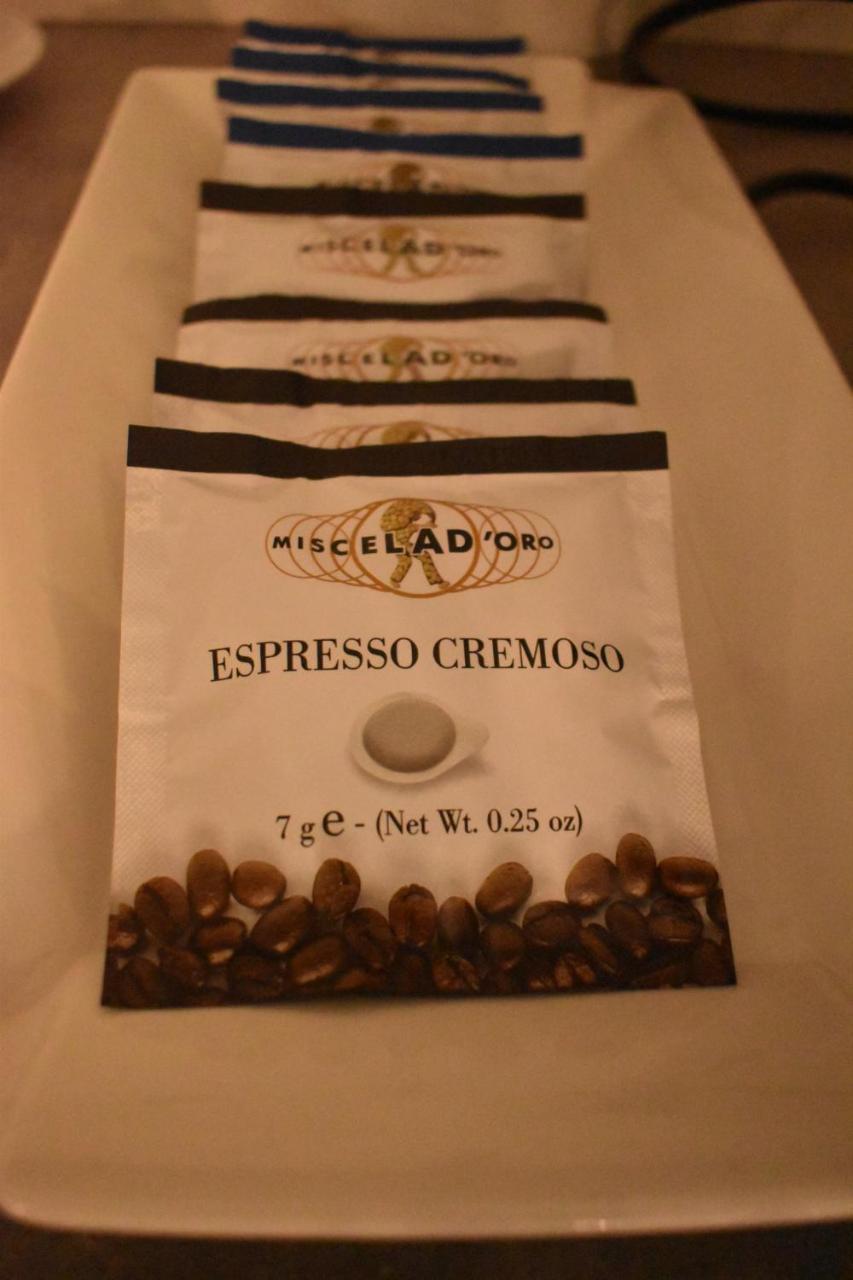 MISCELAD'ORO
MISCELAD'ORO
MISCELAD'ORO
ESPRESSO CREMOSO
7 g e - (Net Wt. 0.25 oz)